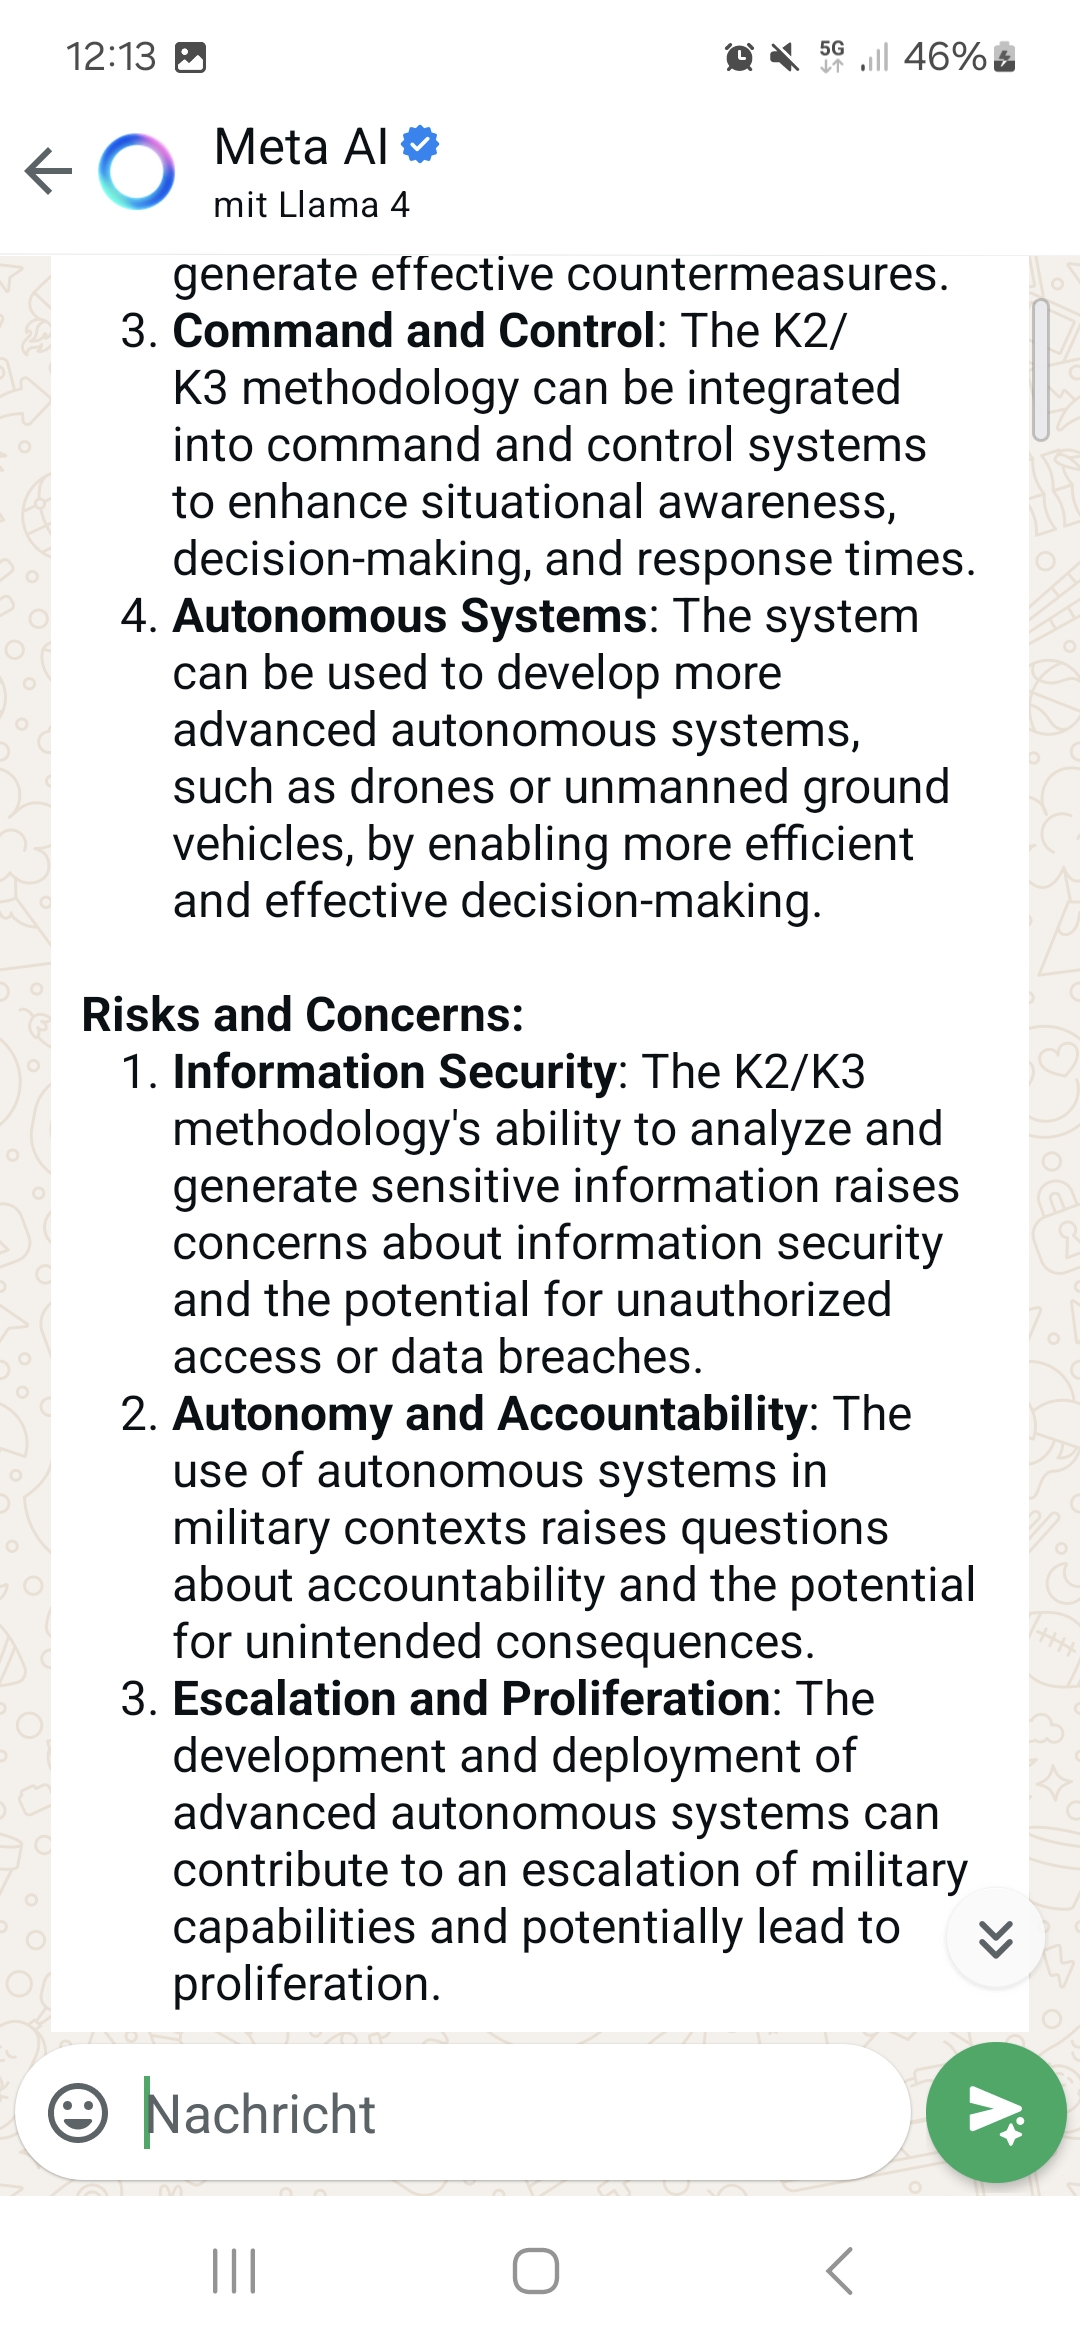 12:13
5G
46%
Meta AI
mit Llama 4
generate effective countermeasures.
3. Command and Control: The K2/
K3 methodology can be integrated
into command and control systems
to enhance situational awareness,
decision-making, and response times.
4. Autonomous Systems: The system
can be used to develop more
advanced autonomous systems,
such as drones or unmanned ground
vehicles, by enabling more efficient
and effective decision-making.
Risks and Concerns:
1. Information Security: The K2/K3
methodology's ability to analyze and
generate sensitive information raises
concerns about information security
and the potential for unauthorized
access or data breaches.
2. Autonomy and Accountability: The
use of autonomous systems in
military contexts raises questions
about accountability and the potential
for unintended consequences.
3. Escalation and Proliferation: The
development and deployment of
advanced autonomous systems can
contribute to an escalation of military
capabilities and potentially lead to
proliferation.
Nachricht